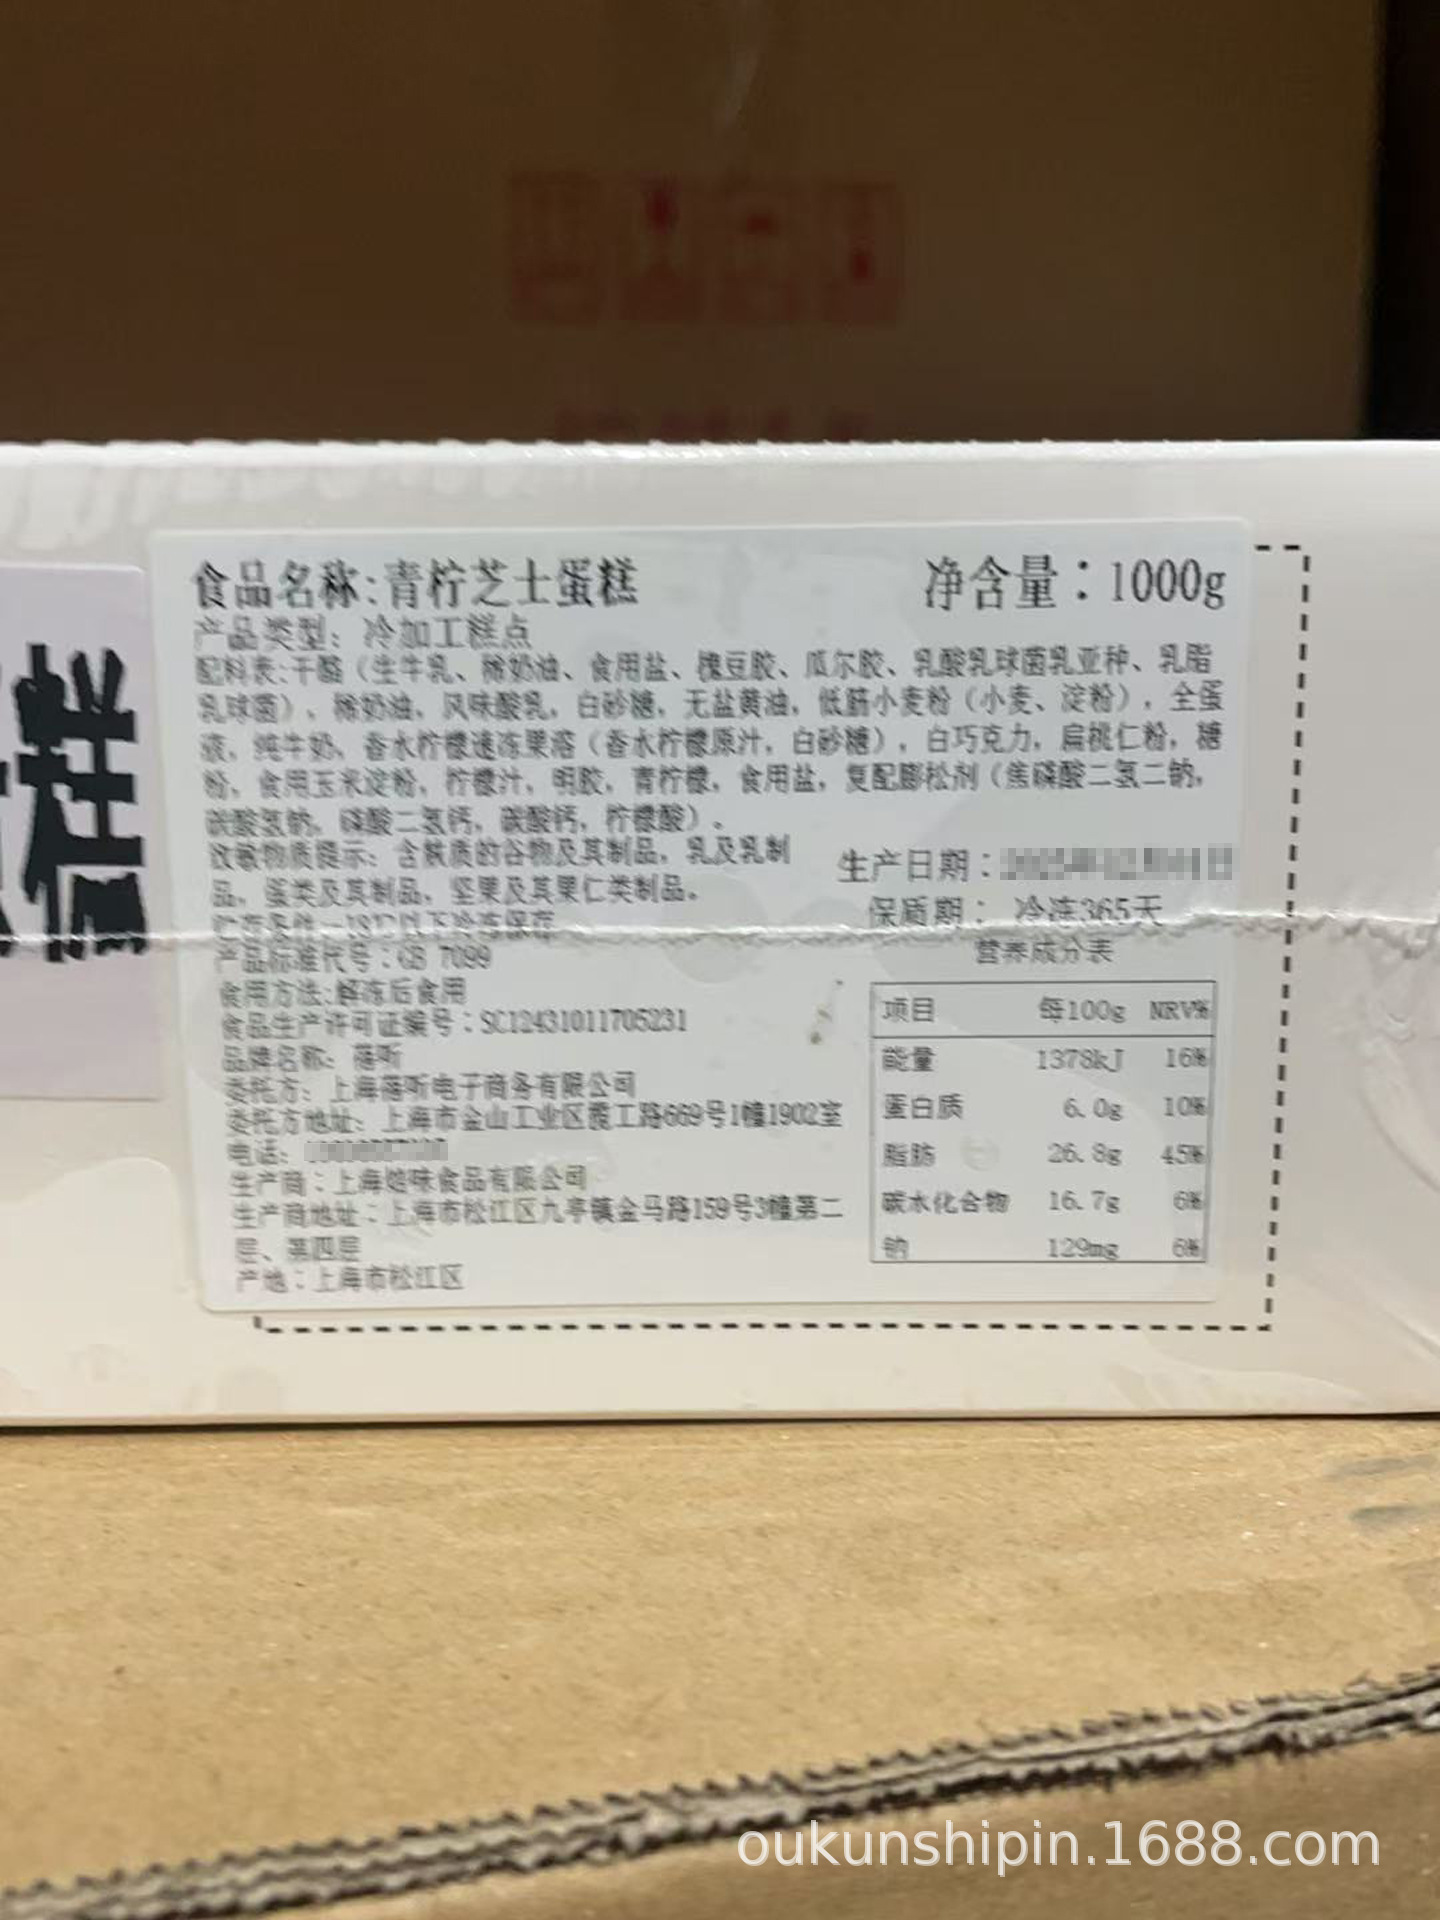 糕
食品名称:青柠芝士蛋糕
净含量：1000g
产品类型：冷加工糕点
配料表:干酪（生牛乳、稀奶油、食用盐、槐豆胶、瓜尔胶、乳酸乳球菌乳亚种、乳脂
乳球菌），稀奶油，风味酸乳，白砂糖，无盐黄油，低筋小麦粉（小麦、淀粉），全蛋
液，纯牛奶，香水柠檬速冻果溶（香水柠檬原汁，白砂糖），白巧克力，扁桃仁粉，糖
粉，食用玉米淀粉，柠檬汁，明胶，青柠檬，食用盐，复配膨松剂（焦磷酸二氢二钠，
碳酸氢钠，磷酸二氢钙，碳酸钙，柠檬酸）。
致敏物质提示：含麸质的谷物及其制品，乳及乳制
品，蛋类及其制品，坚果及其果仁类制品。
贮存条件-18℃以下冷冻保存
产品标准代号：GB 7099
食用方法:解冻后食用
食品生产许可证编号：SC12431011705231
品牌名称：蓓听
委托方：上海蓓听电子商务有限公司
委托方地址：上海市金山工业区霞工路669号1幢1902室
电话：
生产商：上海焙味食品有限公司
生产商地址：上海市松江区九亭镇金马路159号3幢第二
层、第四层
产地：上海市松江区
生产日期：
保质期：冷冻365天
营养成分表
项目 每100g NRV%
能量 1378kJ 16%
蛋白质 6.0g 10%
脂肪 26.8g 45%
碳水化合物 16.7g 6%
钠 129mg 6%
oukunshipin.1688.com